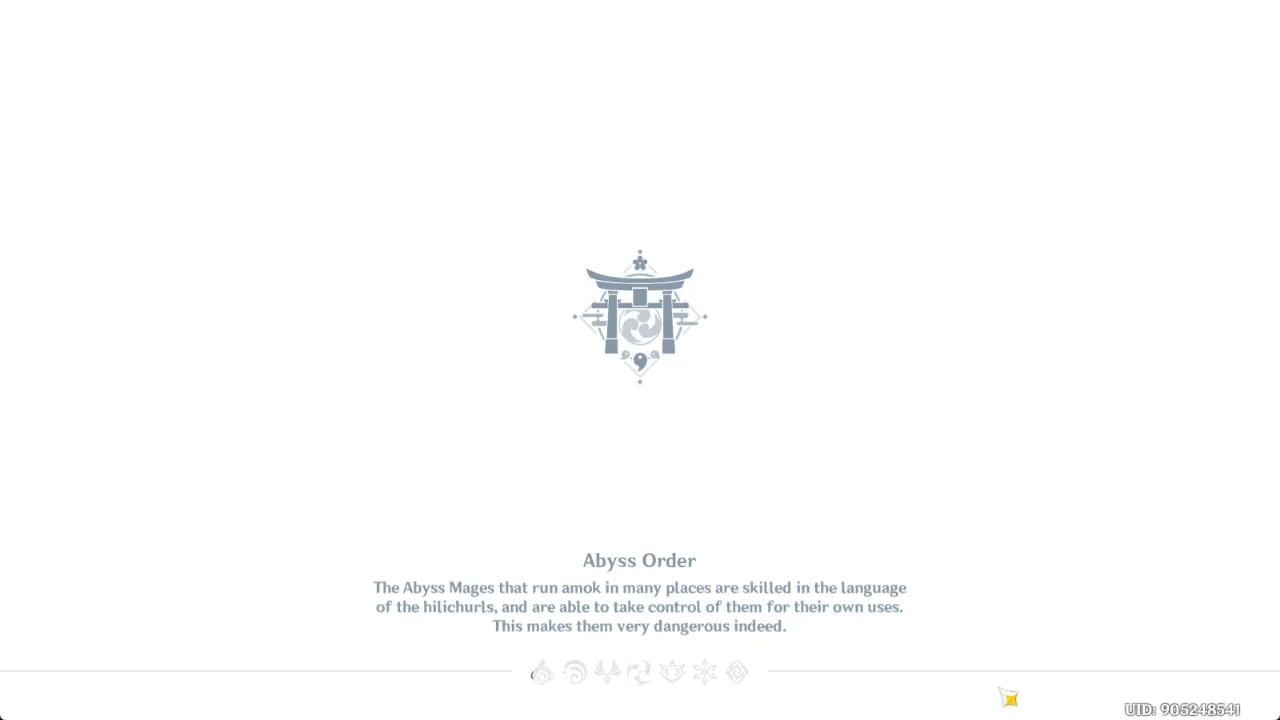 Abyss Order
The Abyss Mages that run amok in many places are skilled in the language
of the hilichurls, and are able to take control of them for their own uses.
This makes them very dangerous indeed.
UID: 905248541